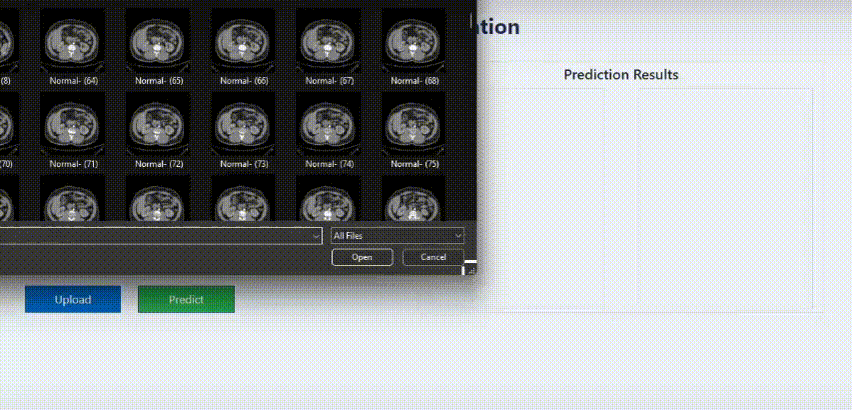 ation
Prediction Results
(8) Normal- (64) Normal- (65) Normal- (66) Normal- (67) Normal- (68)
(70) Normal- (71) Normal- (72) Normal- (73) Normal- (74) Normal- (75)
All Files
Open Cancel
Upload Predict